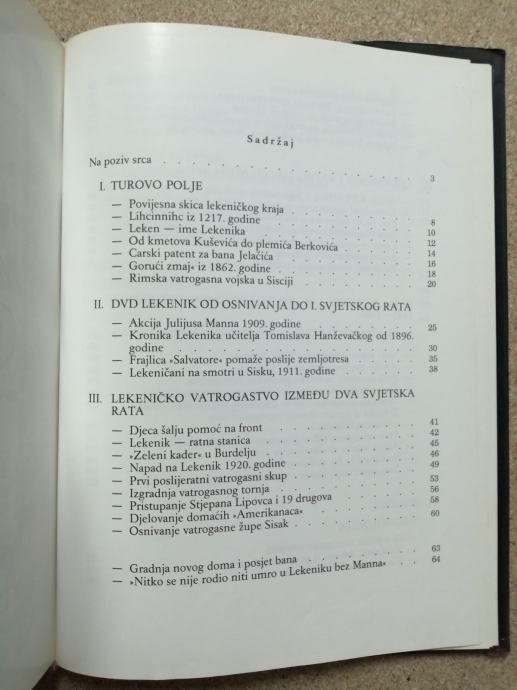 Sadržaj
Na poziv srca . . . . . . . . . . . . 3
I. TUROVO POLJE
— Povijesna skica lekeničkog kraja
— Lihcinnihc iz 1217. godine . . . . . . . . 8
— Leken — ime Lekenika . . . . . . . . 10
— Od kmetova Kuševića do plemića Berkovića . . . . 12
— Carski patent za bana Jelačića . . . . . . 14
— Gorući zmaj« iz 1862. godine . . . . . . 16
— Rimska vatrogasna vojska u Sisciji . . . . . 18
20
II. DVD LEKENIK OD OSNIVANJA DO I. SVJETSKOG RATA
— Akcija Julijusa Manna 1909. godine . . . . . 25
— Kronika Lekenika učitelja Tomislava Hanževačkog od 1896.
godine . . . . . . . . . . . . 30
— Frajlica »Salvatore« pomaže poslije zemljotresa . . . 35
— Lekeničani na smotri u Sisku, 1911. godine . . . . 38
III. LEKENIČKO VATROGASTVO IZMEĐU DVA SVJETSKA
RATA
— Djeca šalju pomoć na front . . . . . . . 41
— Lekenik — ratna stanica . . . . . . . . 42
— »Zeleni kader« u Burdelju . . . . . . . 45
— Napad na Lekenik 1920. godine . . . . . . 46
— Prvi poslijeratni vatrogasni skup . . . . . . 49
— Izgradnja vatrogasnog tornja . . . . . . 53
— Pristupanje Stjepana Lipovca i 19 drugova . . . . 56
— Djelovanje domaćih »Amerikanaca« . . . . . 58
— Osnivanje vatrogasne župe Sisak . . . . . . 60
— Gradnja novog doma i posjet bana . . . . . 63
— »Nitko se nije rodio niti umro u Lekeniku bez Manna« . . 64